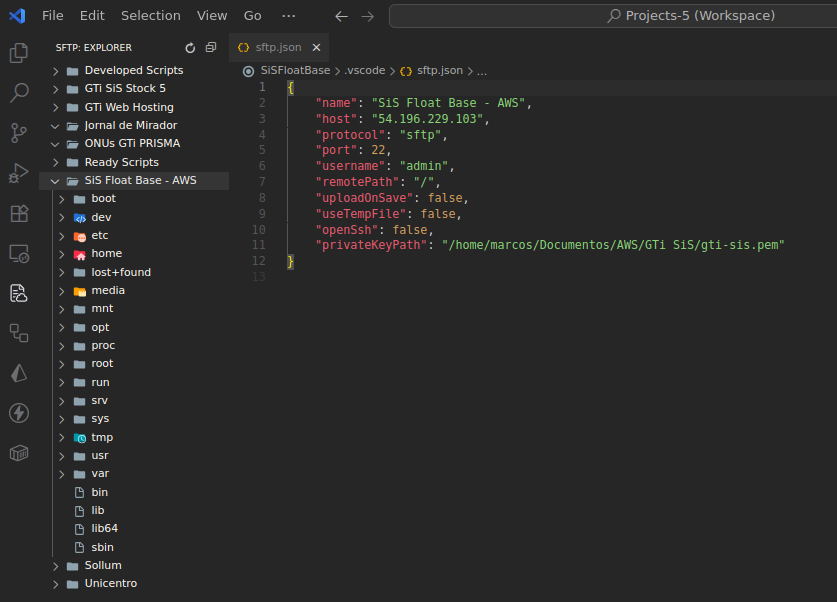 File Edit Selection View Go ··· ← → Projects-5 (Workspace)
SFTP: EXPLORER
Developed Scripts
GTi SiS Stock 5
GTi Web Hosting
Jornal de Mirador
ONUs GTi PRISMA
Ready Scripts
SiS Float Base - AWS
boot
dev
etc
home
lost+found
media
mnt
opt
proc
root
run
srv
sys
tmp
usr
var
bin
lib
lib64
sbin
Sollum
Unicentro
{} sftp.json ×
SiSFloatBase > .vscode > {} sftp.json > ...
1 {
2 "name": "SiS Float Base - AWS",
3 "host": "54.196.229.103",
4 "protocol": "sftp",
5 "port": 22,
6 "username": "admin",
7 "remotePath": "/",
8 "uploadOnSave": false,
9 "useTempFile": false,
10 "openSsh": false,
11 "privateKeyPath": "/home/marcos/Documentos/AWS/GTi SiS/gti-sis.pem"
12 }
13